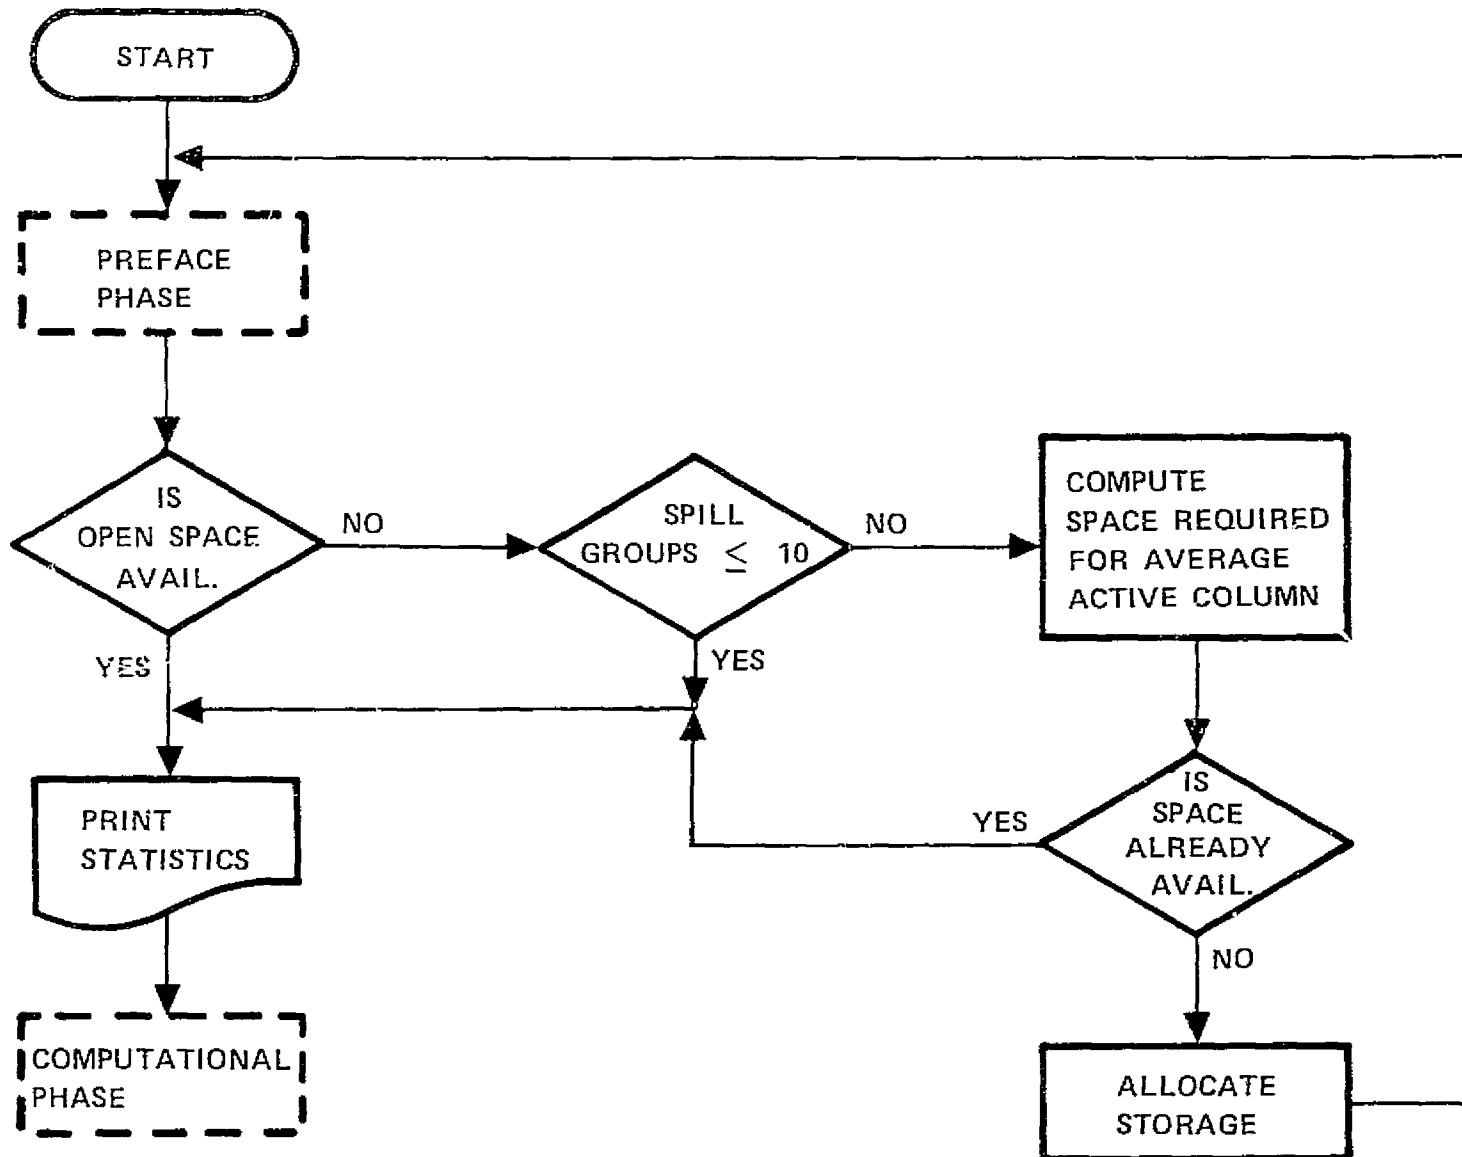 START
PREFACE
PHASE
IS
OPEN SPACE
AVAIL.
NO
YES
SPILL
GROUPS ≤ 10
NO
YES
COMPUTE
SPACE REQUIRED
FOR AVERAGE
ACTIVE COLUMN
IS
SPACE
ALREADY
AVAIL.
YES
NO
PRINT
STATISTICS
COMPUTATIONAL
PHASE
ALLOCATE
STORAGE